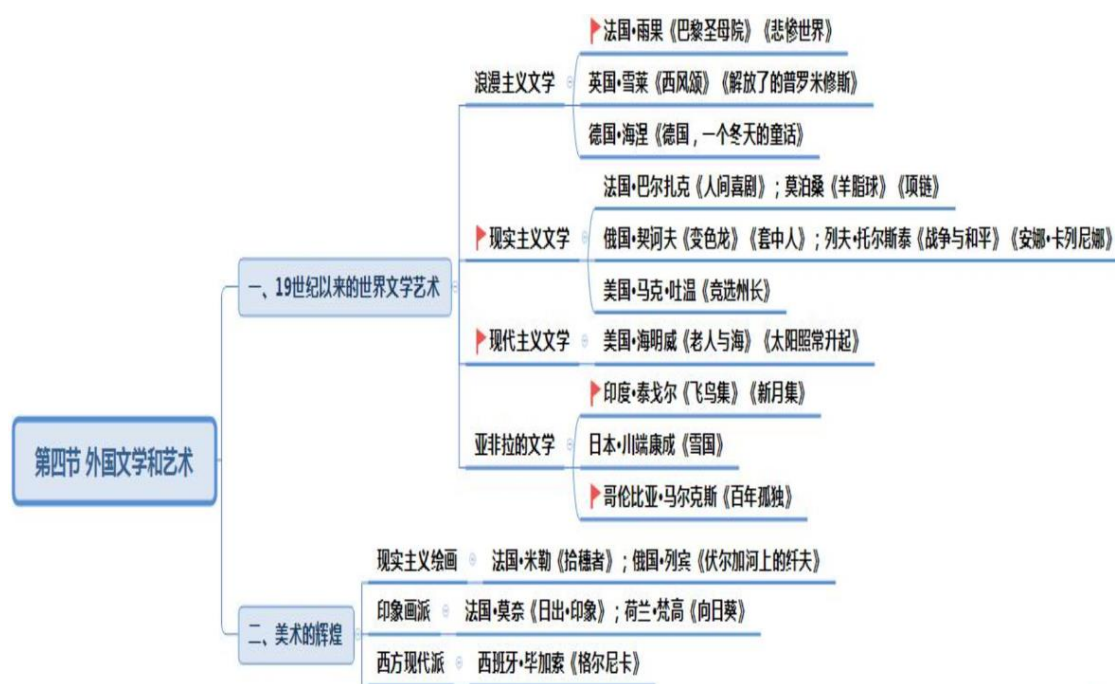 第四节 外国文学和艺术
一、19世纪以来的世界文学艺术
浪漫主义文学
法国•雨果《巴黎圣母院》《悲惨世界》
英国•雪莱《西风颂》《解放了的普罗米修斯》
德国•海涅《德国，一个冬天的童话》
现实主义文学
法国•巴尔扎克《人间喜剧》；莫泊桑《羊脂球》《项链》
俄国•契诃夫《变色龙》《套中人》；列夫•托尔斯泰《战争与和平》《安娜•卡列尼娜》
美国•马克•吐温《竞选州长》
现代主义文学
美国•海明威《老人与海》《太阳照常升起》
亚非拉的文学
印度•泰戈尔《飞鸟集》《新月集》
日本•川端康成《雪国》
哥伦比亚•马尔克斯《百年孤独》
二、美术的辉煌
现实主义绘画
法国•米勒《拾穗者》；俄国•列宾《伏尔加河上的纤夫》
印象画派
法国•莫奈《日出•印象》；荷兰•梵高《向日葵》
西方现代派
西班牙•毕加索《格尔尼卡》